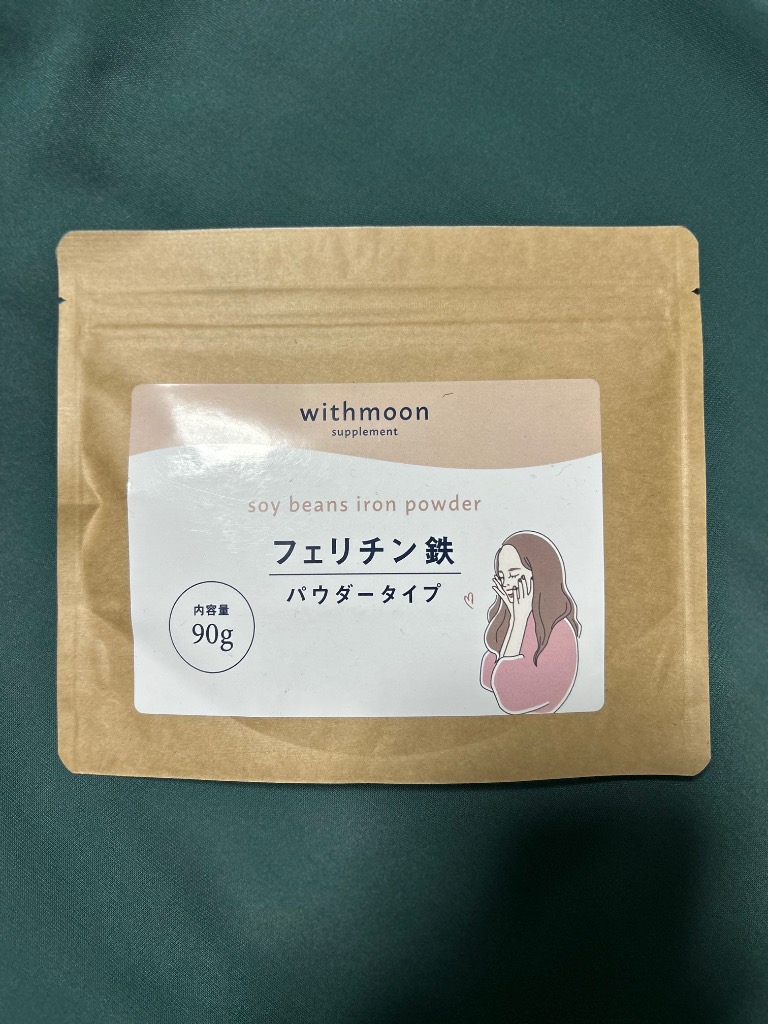 withmoon
supplement
soy beans iron powder
フェリチン鉄
パウダータイプ
内容量
90g